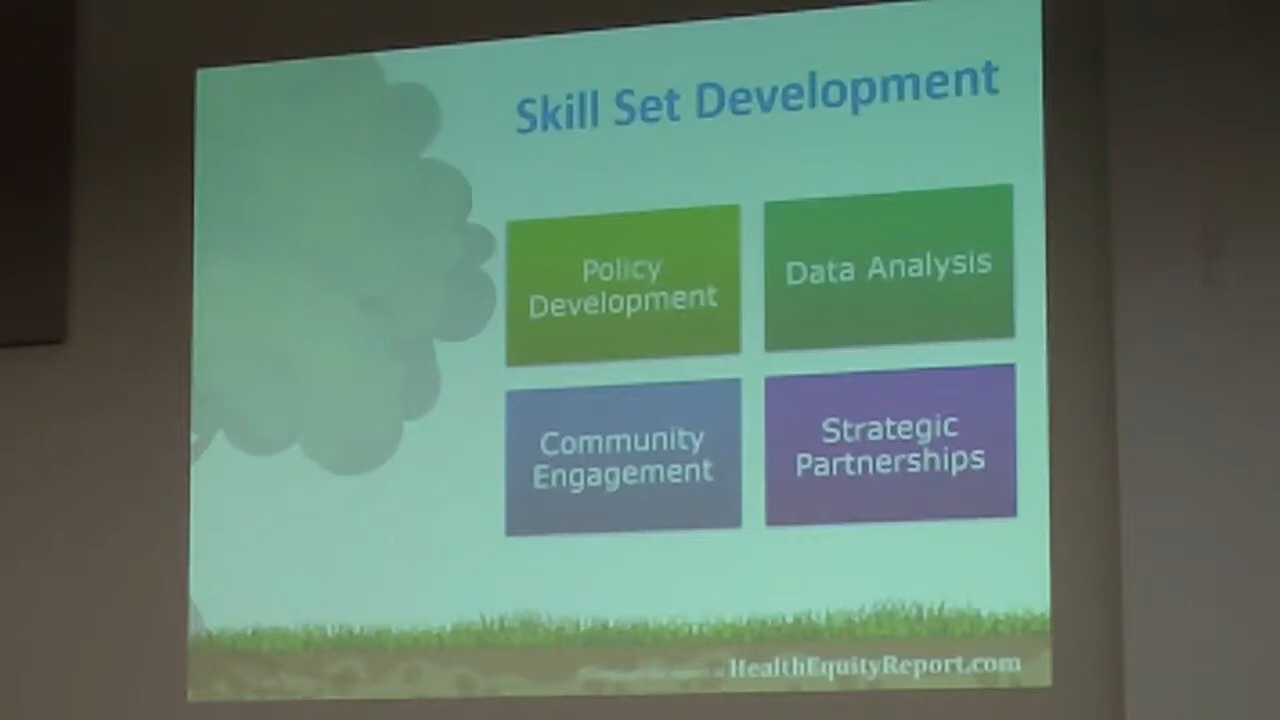 Skill Set Development
Policy
Development
Data Analysis
Community
Engagement
Strategic
Partnerships
HealthEquityReport.com